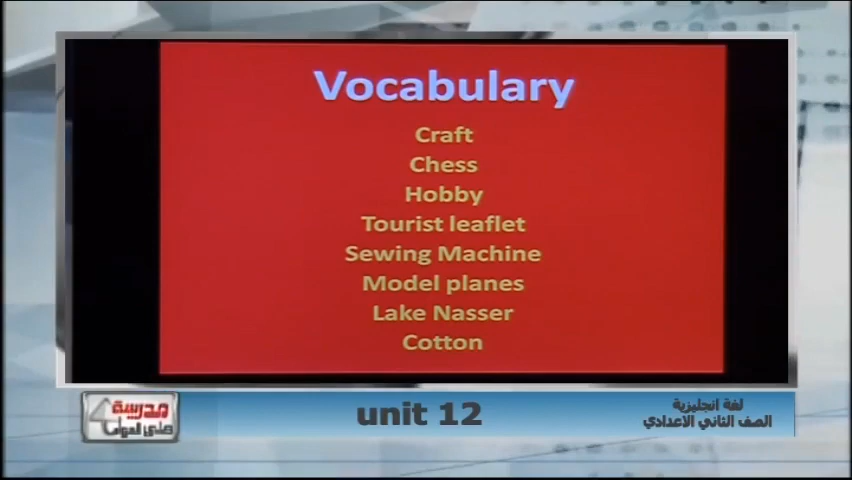 Vocabulary
Craft
Chess
Hobby
Tourist leaflet
Sewing Machine
Model planes
Lake Nasser
Cotton
مدرسة
على الهواء
unit 12
لغة إنجليزية
الصف الثاني الاعدادي